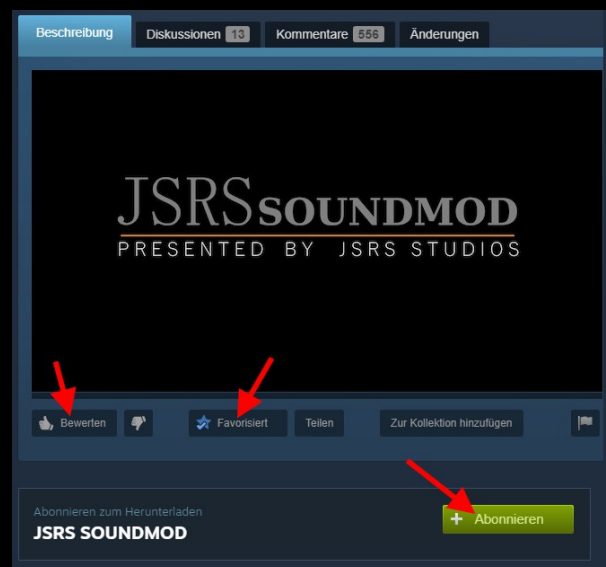 Beschreibung Diskussionen 13 Kommentare 556 Änderungen
JSRS SOUNDMOD
PRESENTED BY JSRS STUDIOS
Bewerten Favorisiert Teilen Zur Kollektion hinzufügen
Abonnieren zum Herunterladen
JSRS SOUNDMOD
+ Abonnieren